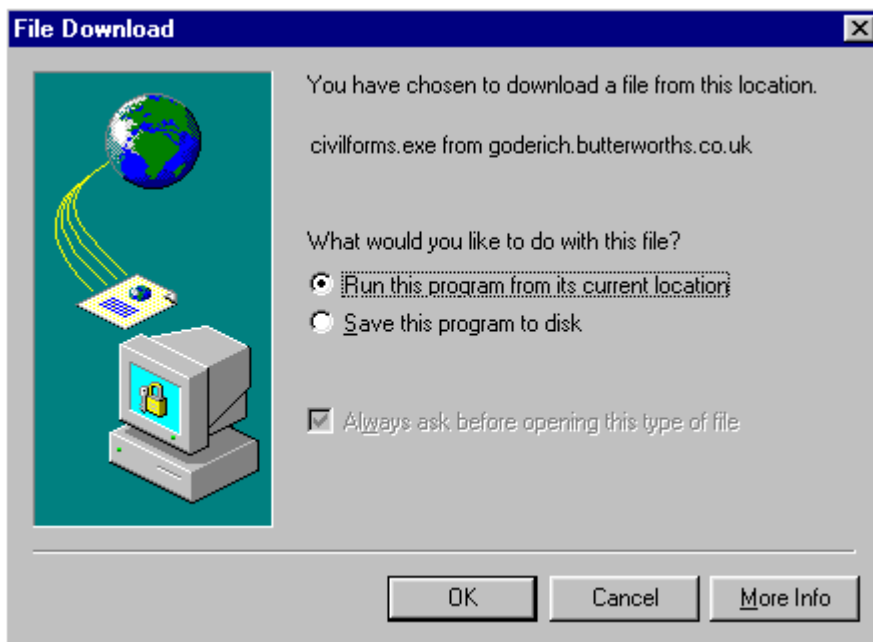 File Download
You have chosen to download a file from this location.
civilforms.exe from goderich.butterworths.co.uk
What would you like to do with this file?
Run this program from its current location
Save this program to disk
Always ask before opening this type of file
OK
Cancel
More Info